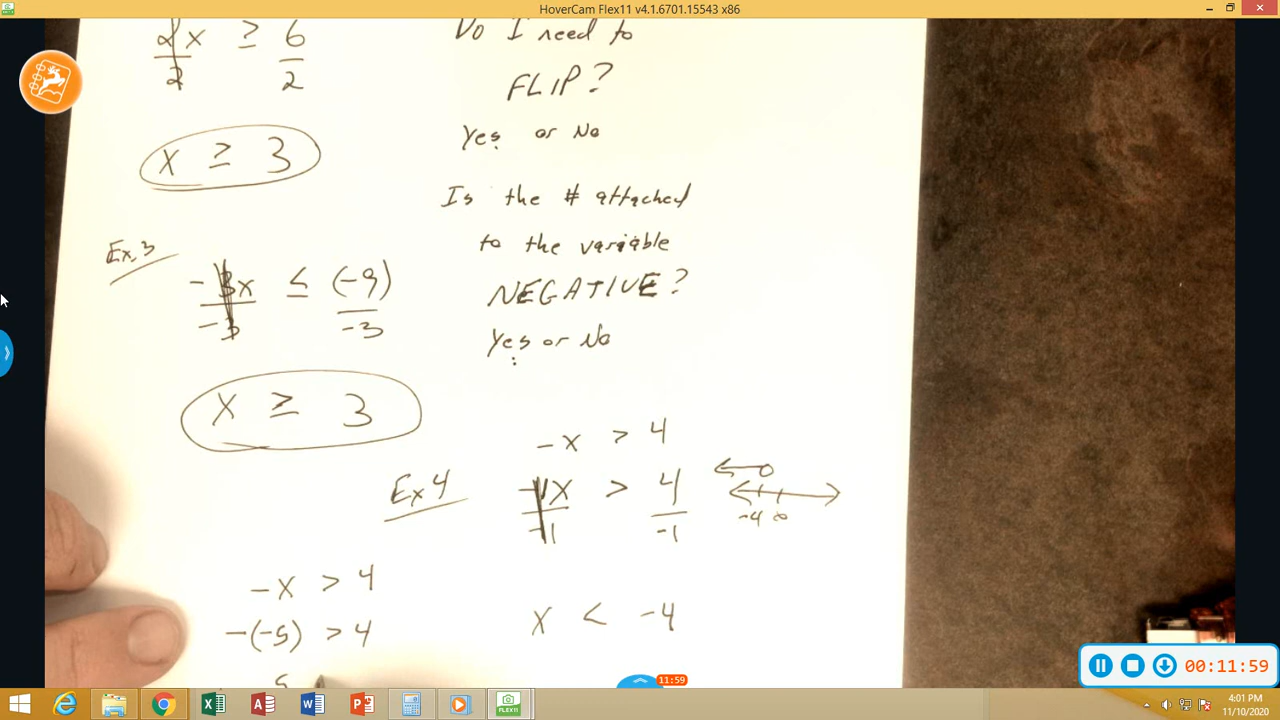 HoverCam Flex11 v4.1.6701.15543 x86
2x ≥ 6
2 2
x ≥ 3
Do I need to
FLIP?
Yes or No
Is the # attached
to the variable
NEGATIVE?
Yes or No
Ex.3
-3x ≤ (-9)
-3 -3
x ≥ 3
Ex 4
-x > 4
-1x > 4
-1 -1
-4 0
x < -4
-x > 4
-(-5) > 4
5
00:11:59
11:59
FLEX11
4:01 PM
11/10/2020